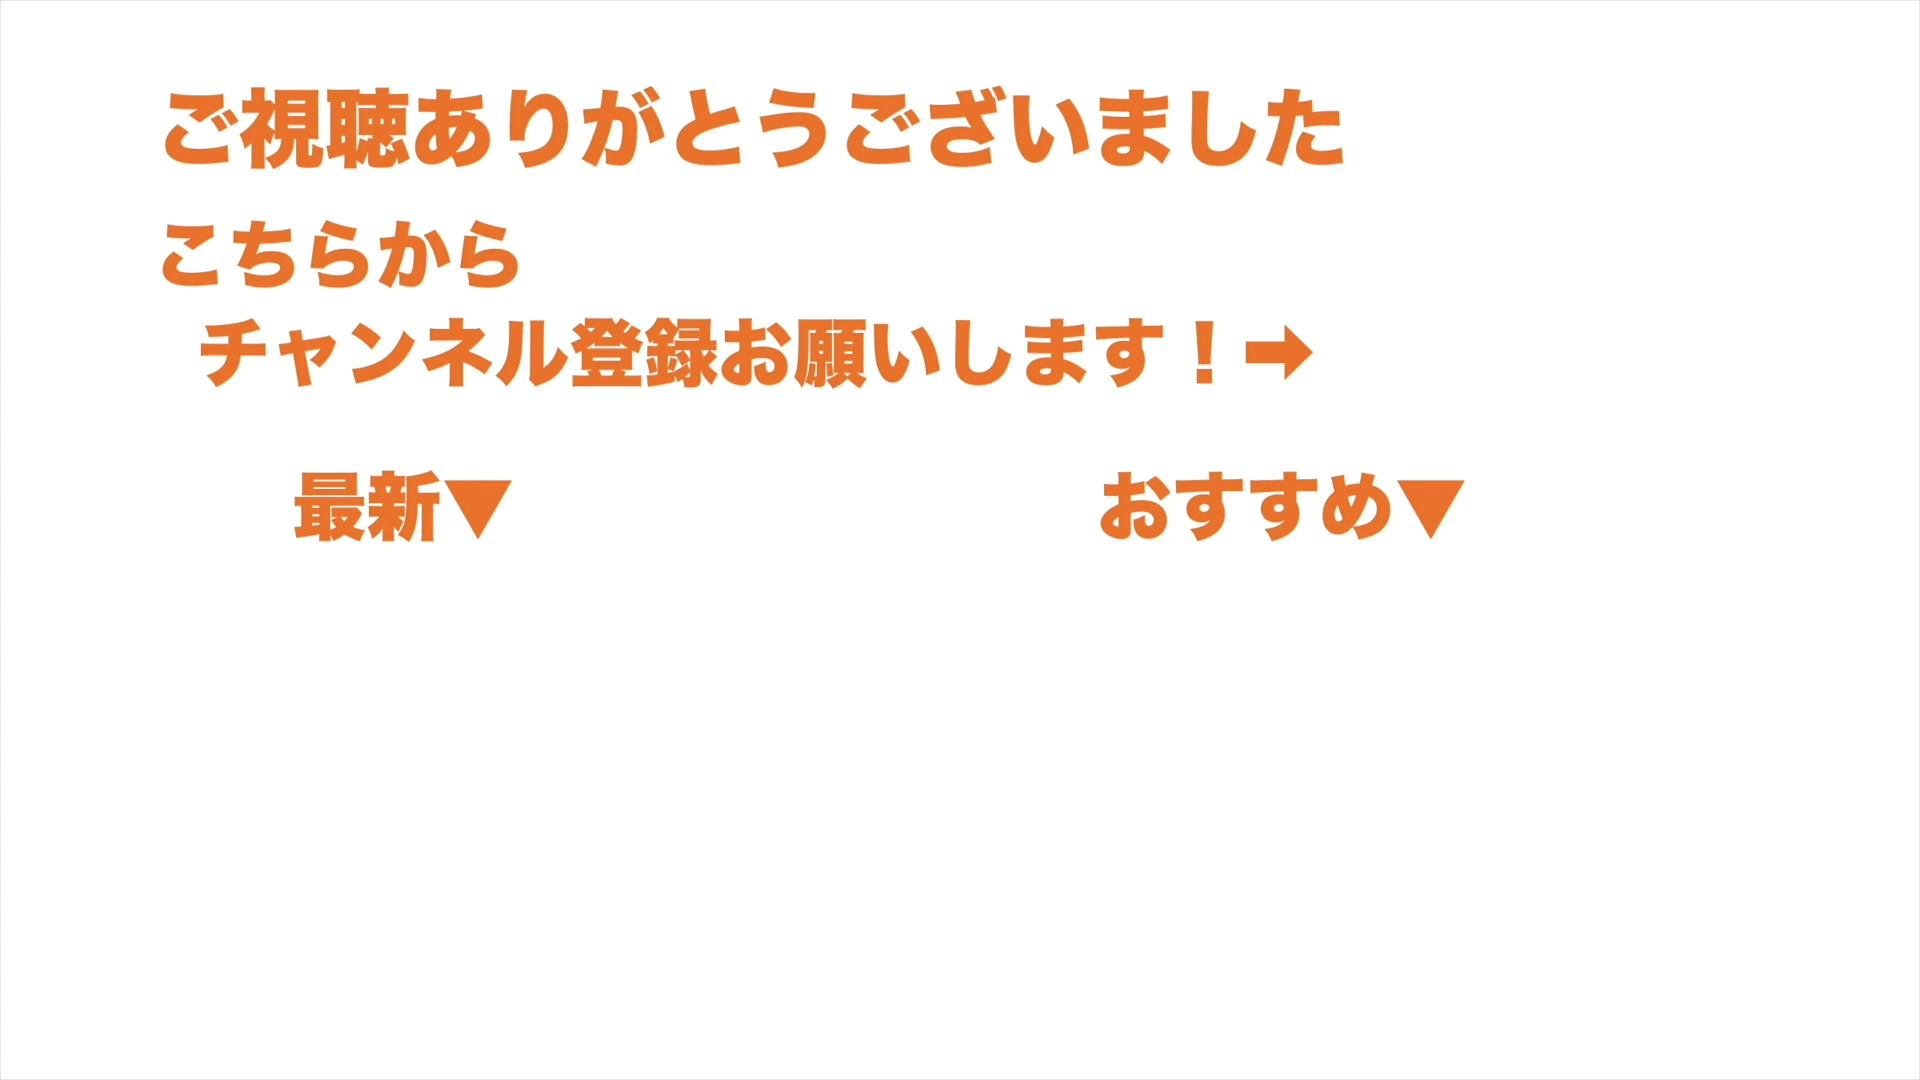 ご視聴ありがとうございました
こちらから
チャンネル登録お願いします！➡
最新▼
おすすめ▼